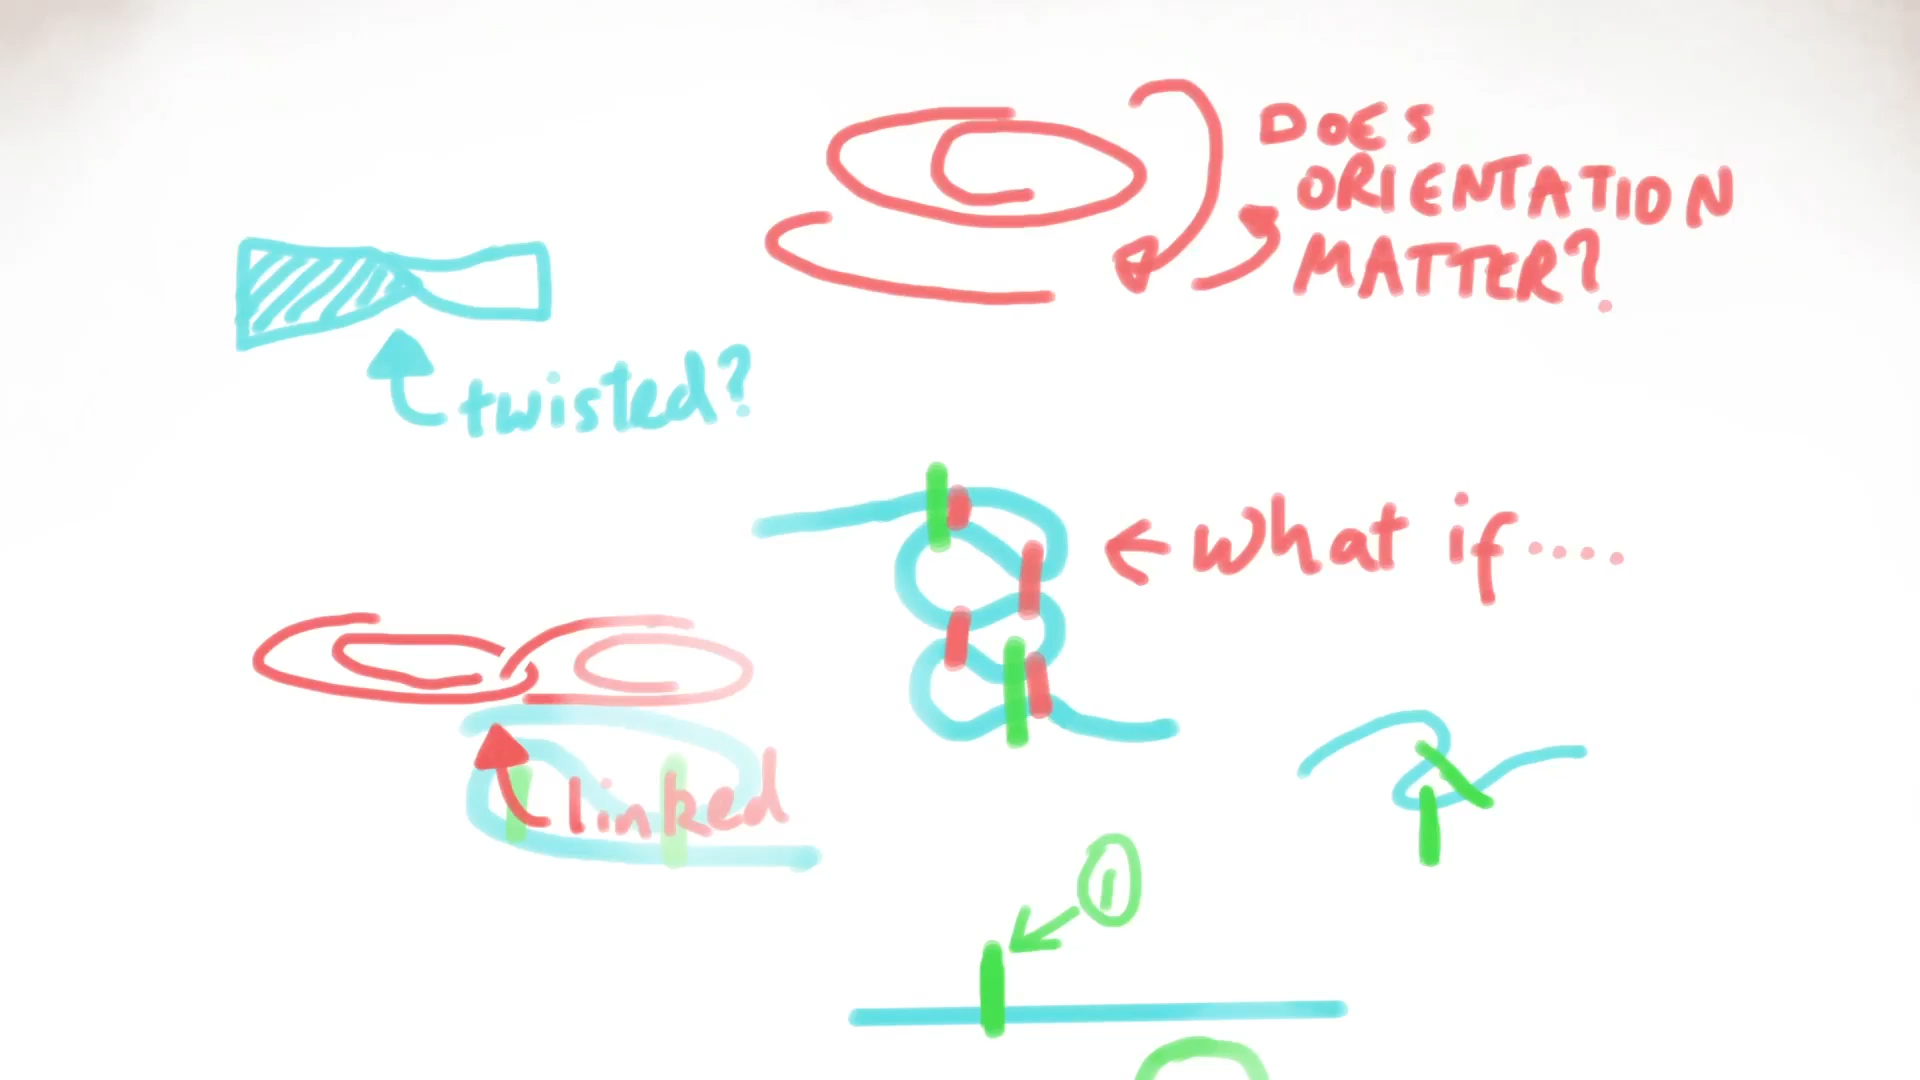 DOES
ORIENTATION
MATTER?
twisted?
What if.....
linked
1